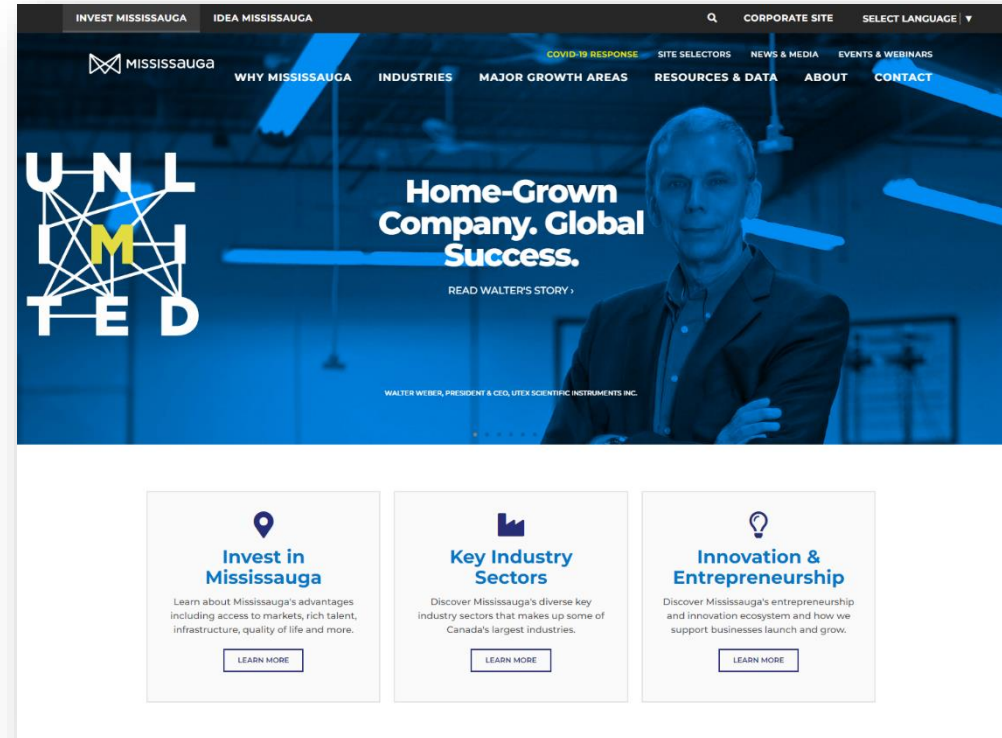 INVEST MISSISSAUGA IDEA MISSISSAUGA CORPORATE SITE SELECT LANGUAGE ▼
COVID-19 RESPONSE SITE SELECTORS NEWS & MEDIA EVENTS & WEBINARS
MISSISSAUGA
WHY MISSISSAUGA INDUSTRIES MAJOR GROWTH AREAS RESOURCES & DATA ABOUT CONTACT
UNL
IMI
TED
Home-Grown
Company. Global
Success.
READ WALTER'S STORY ›
WALTER WEBER, PRESIDENT & CEO, UTEX SCIENTIFIC INSTRUMENTS INC.
Invest in
Mississauga
Learn about Mississauga's advantages
including access to markets, rich talent,
infrastructure, quality of life and more.
LEARN MORE
Key Industry
Sectors
Discover Mississauga's diverse key
industry sectors that makes up some of
Canada's largest industries.
LEARN MORE
Innovation &
Entrepreneurship
Discover Mississauga's entrepreneurship
and innovation ecosystem and how we
support businesses launch and grow.
LEARN MORE